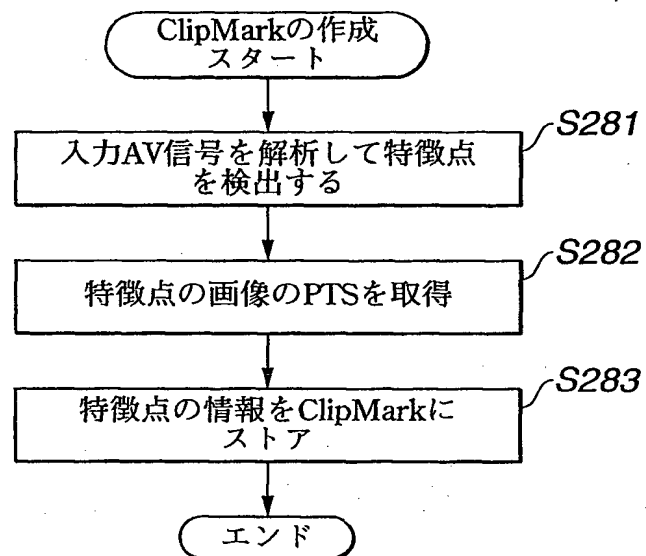 ClipMarkの作成
スタート
S281
入力AV信号を解析して特徴点
を検出する
S282
特徴点の画像のPTSを取得
S283
特徴点の情報をClipMarkに
ストア
エンド